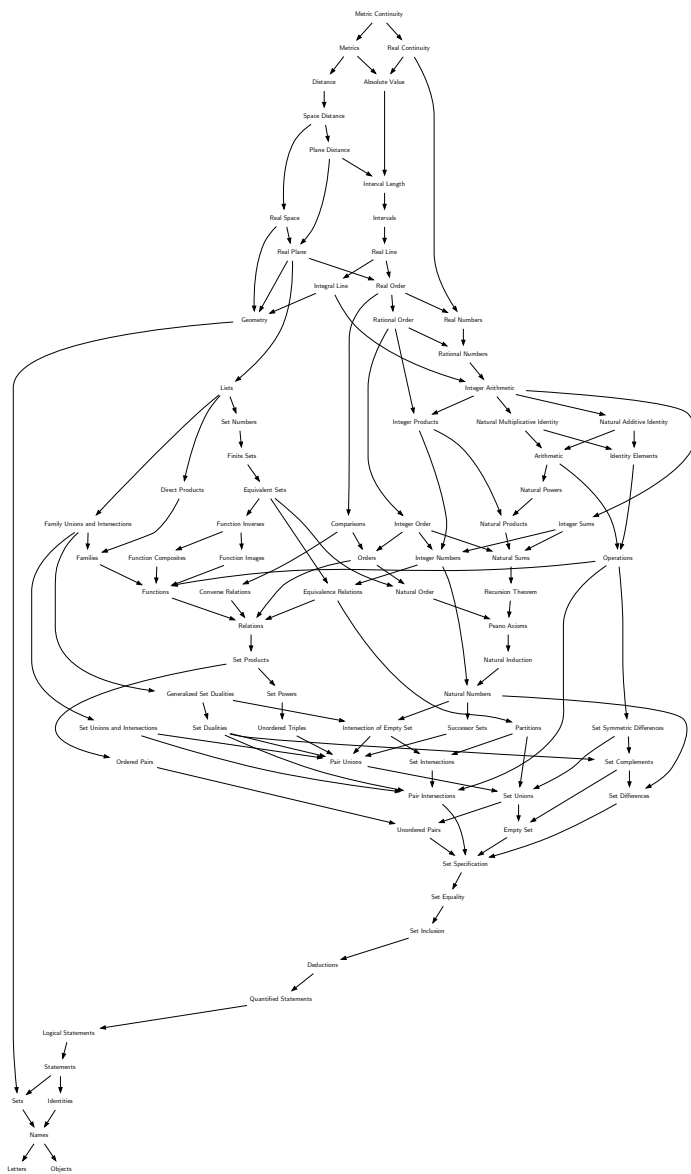 Metric Continuity
Metrics
Real Continuity
Distance
Absolute Value
Space Distance
Plane Distance
Interval Length
Real Space
Intervals
Real Plane
Real Line
Integral Line
Real Order
Geometry
Rational Order
Real Numbers
Rational Numbers
Lists
Integer Arithmetic
Set Numbers
Integer Products
Natural Multiplicative Identity
Natural Additive Identity
Finite Sets
Arithmetic
Identity Elements
Direct Products
Equivalent Sets
Natural Powers
Family Unions and Intersections
Function Inverses
Comparisons
Integer Order
Natural Products
Integer Sums
Families
Function Composites
Function Images
Orders
Integer Numbers
Natural Sums
Operations
Functions
Converse Relations
Equivalence Relations
Natural Order
Recursion Theorem
Relations
Peano Axioms
Set Products
Natural Induction
Generalized Set Dualities
Set Powers
Natural Numbers
Set Unions and Intersections
Set Dualities
Unordered Triples
Intersection of Empty Set
Successor Sets
Partitions
Set Symmetric Differences
Ordered Pairs
Pair Unions
Set Intersections
Set Complements
Pair Intersections
Set Unions
Set Differences
Unordered Pairs
Empty Set
Set Specification
Set Equality
Set Inclusion
Deductions
Quantified Statements
Logical Statements
Statements
Sets
Identities
Names
Letters
Objects